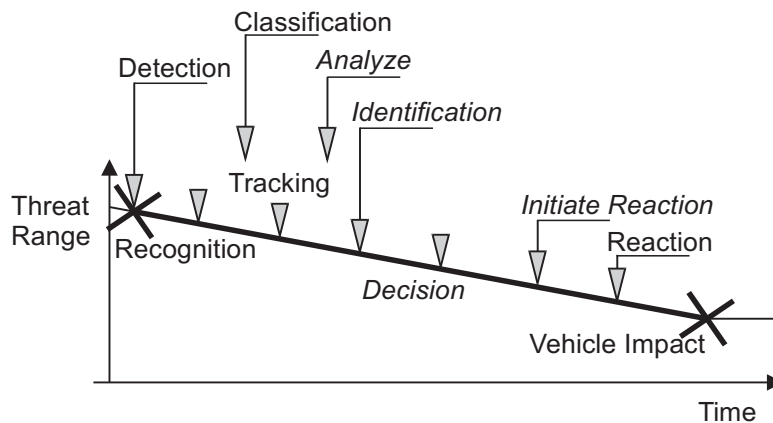 Classification
Detection
Analyze
Identification
Tracking
Threat
Range
Recognition
Initiate Reaction
Reaction
Decision
Vehicle Impact
Time